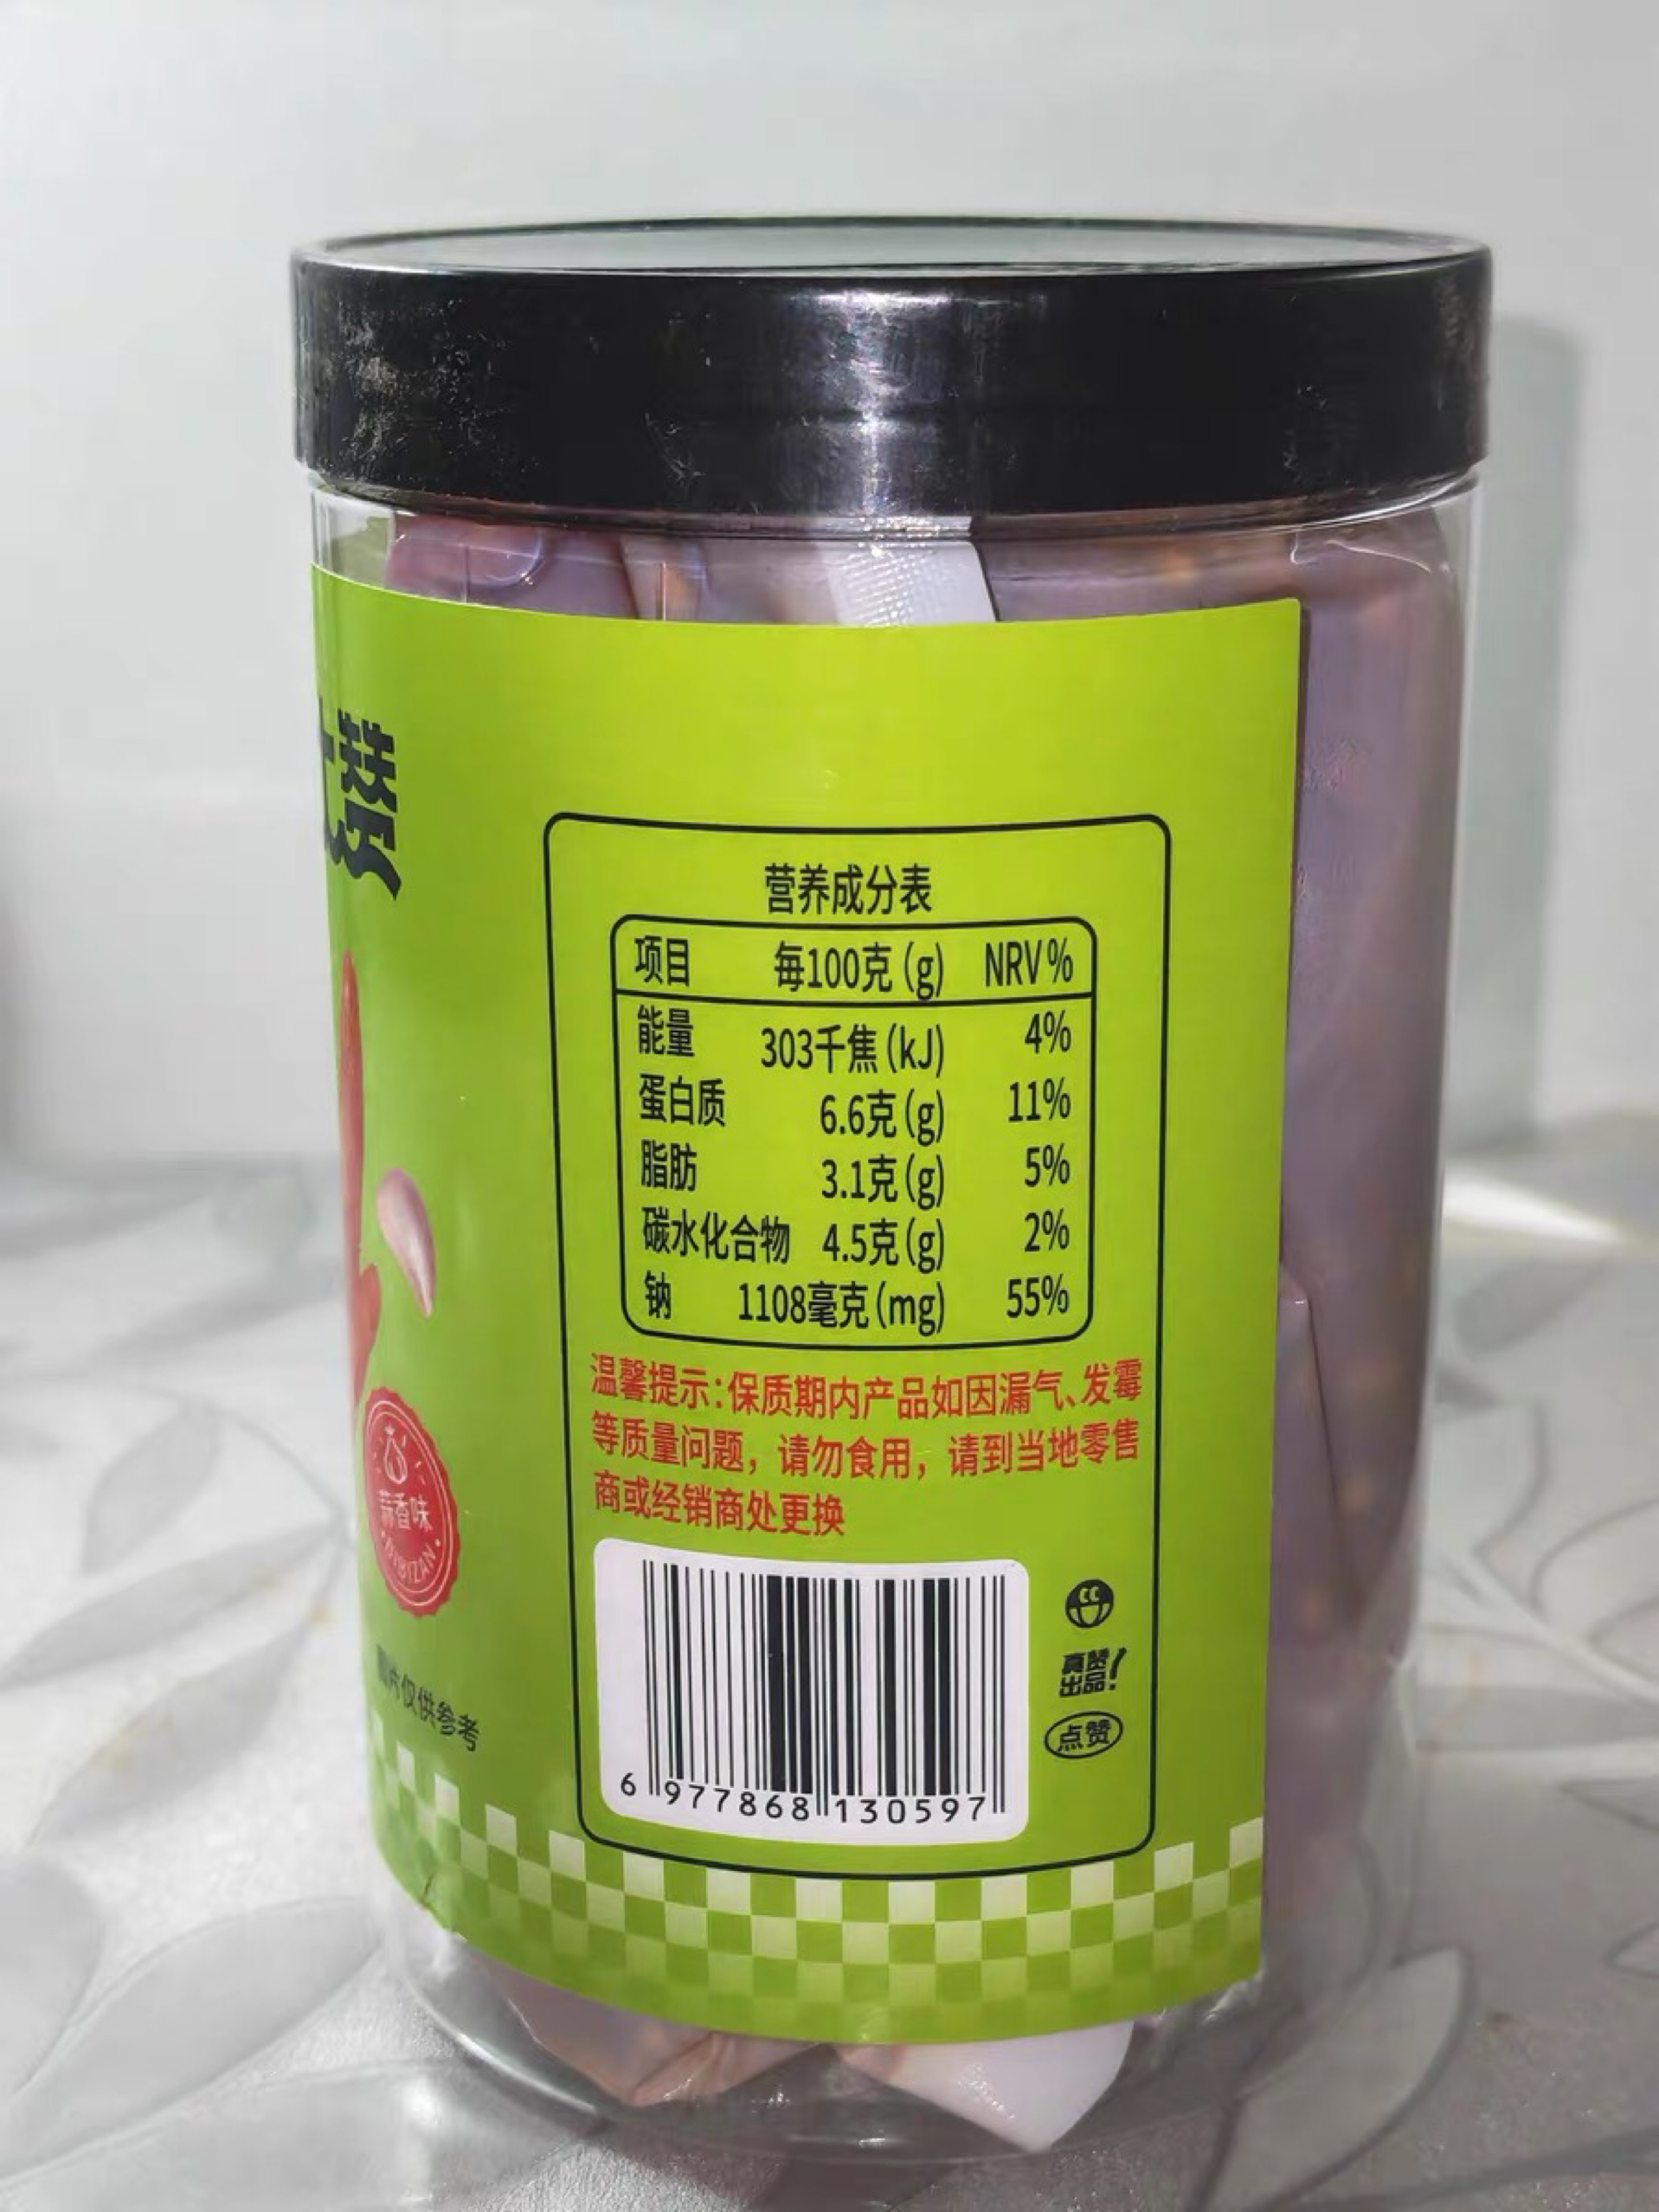 赞
营养成分表
项目 每100克(g) NRV%
能量 303千焦(kJ) 4%
蛋白质 6.6克(g) 11%
脂肪 3.1克(g) 5%
碳水化合物 4.5克(g) 2%
钠 1108毫克(mg) 55%
温馨提示:保质期内产品如因漏气、发霉
等质量问题，请勿食用，请到当地零售
商或经销商处更换
蒜香味
片仅供参考
真赞
出品!
点赞
6 977868 130597